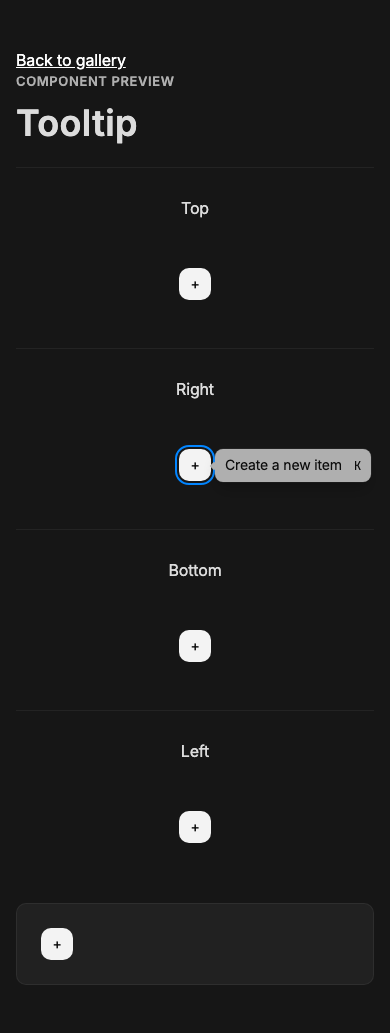 Back to gallery
COMPONENT PREVIEW
Tooltip
Top
+
Right
+
Create a new item K
Bottom
+
Left
+
+